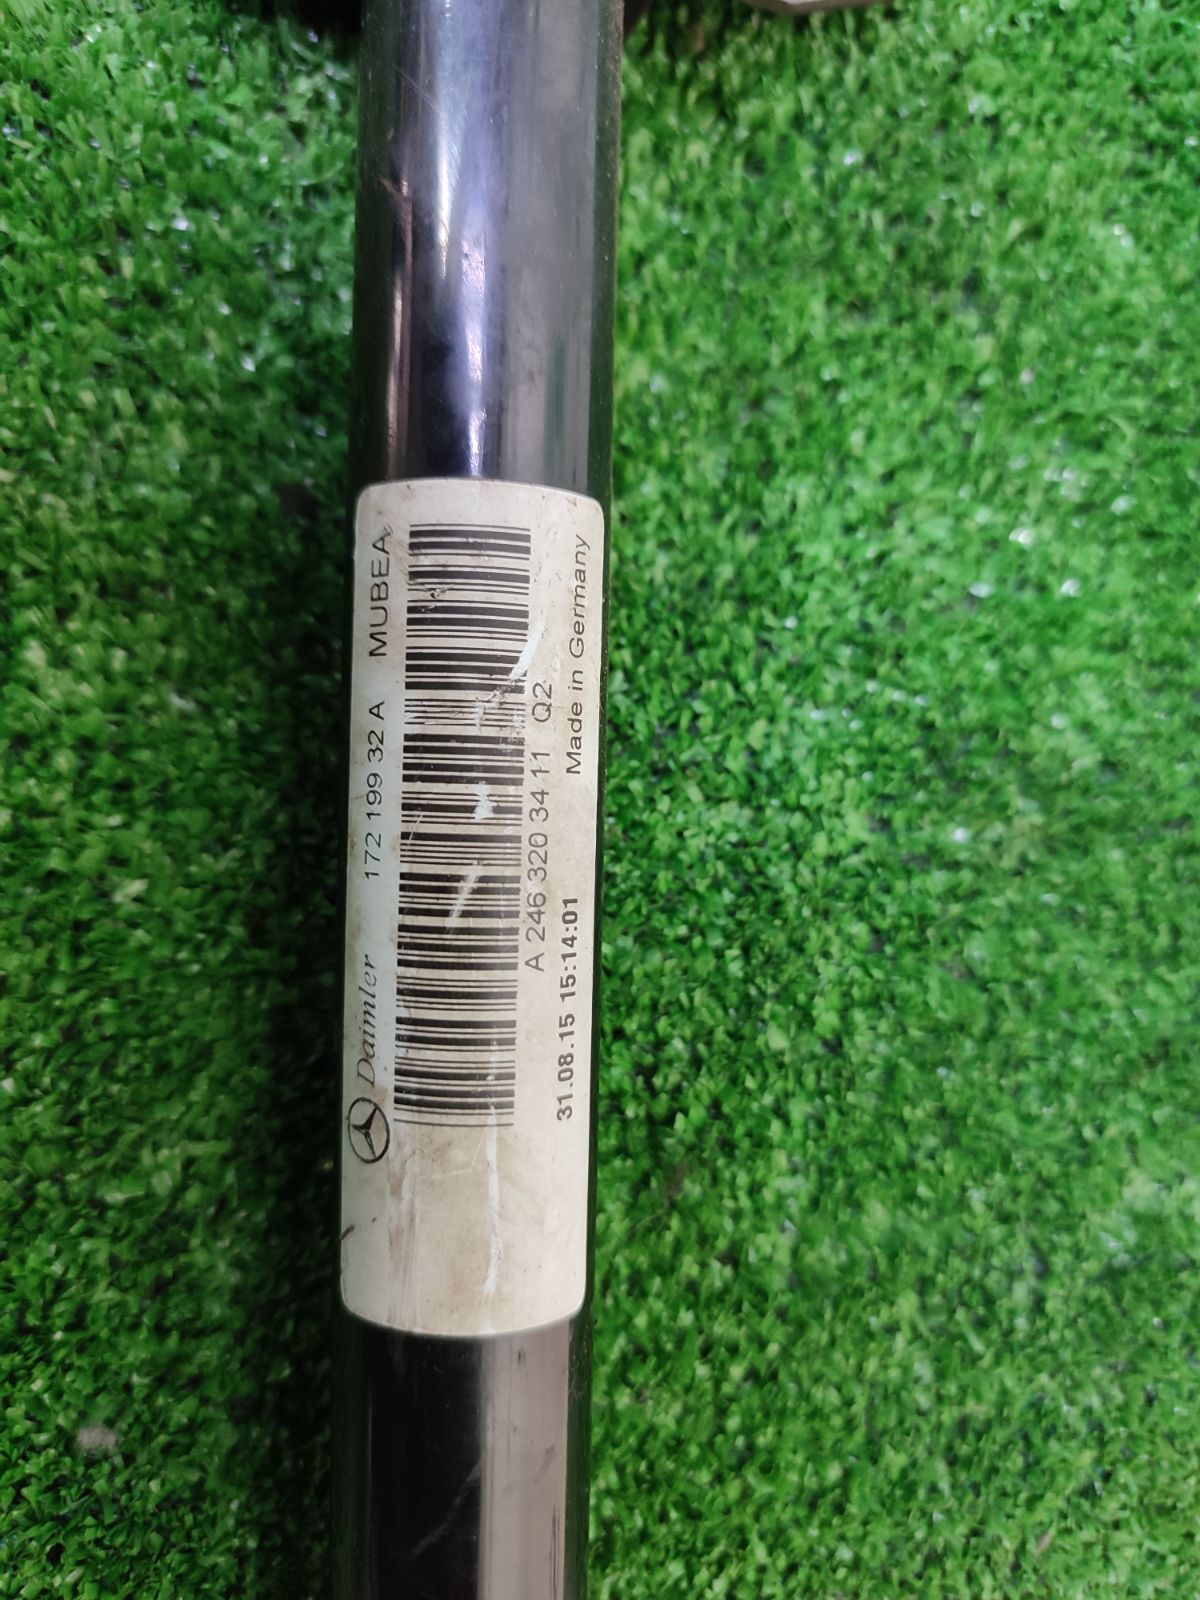 Daimler 172 199 32 A MUBEA
A 246 320 34 11 Q2
31.08.15 15:14:01 Made in Germany